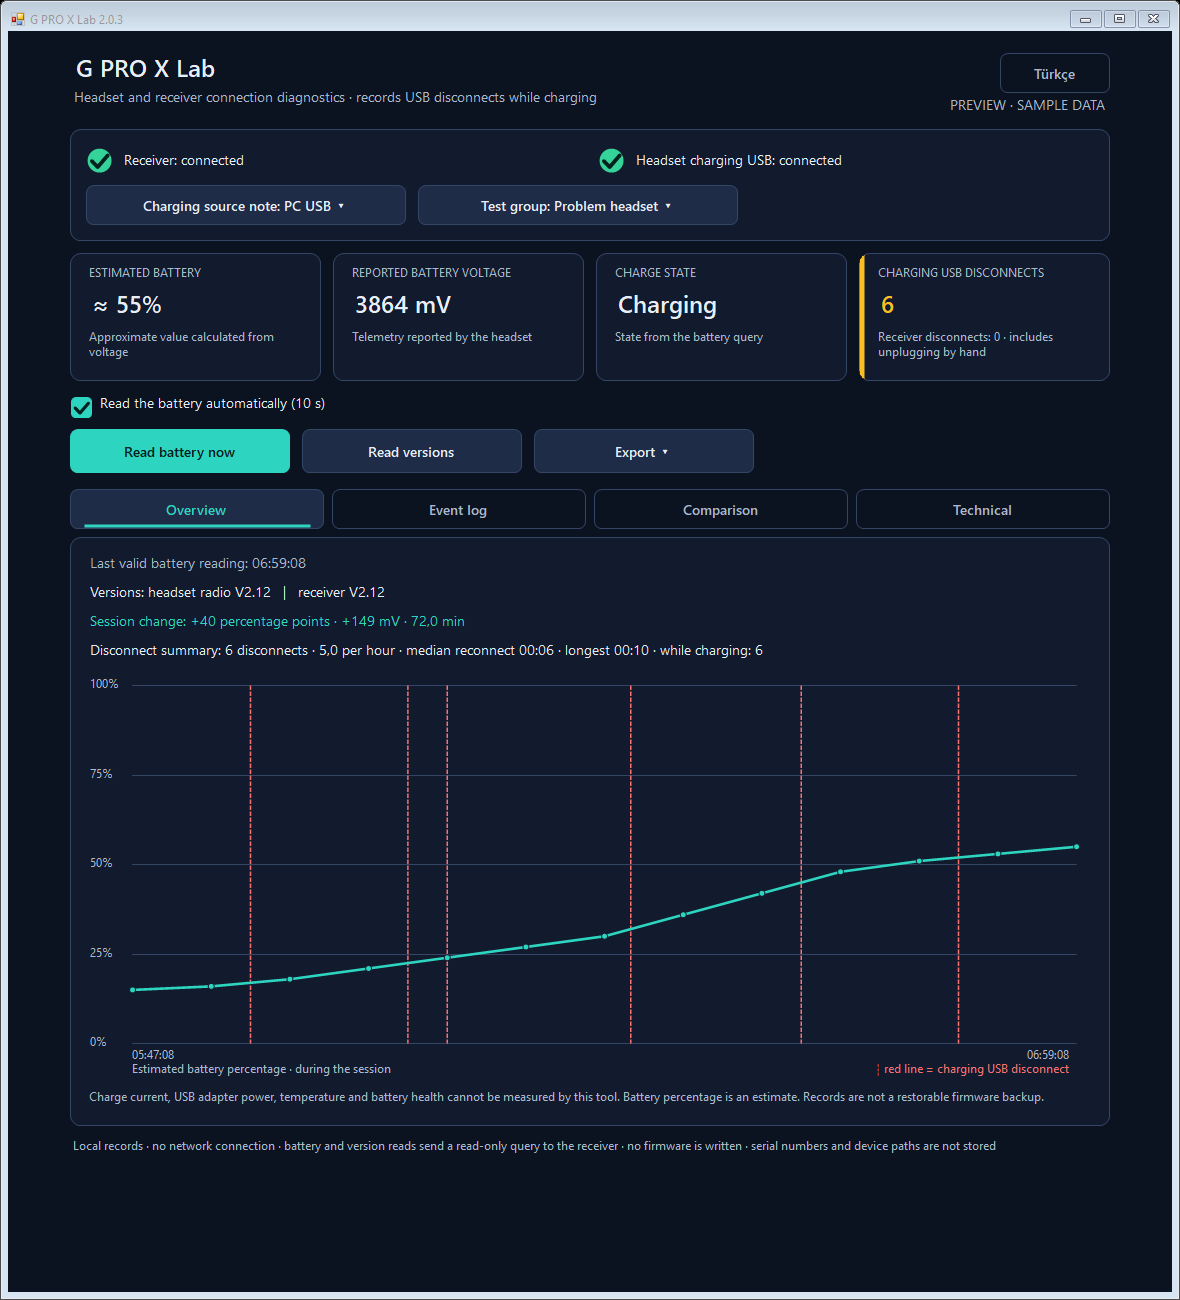 G PRO X Lab 2.0.3
G PRO X Lab
Headset and receiver connection diagnostics · records USB disconnects while charging
Türkçe
PREVIEW · SAMPLE DATA
Receiver: connected
Headset charging USB: connected
Charging source note: PC USB ▾
Test group: Problem headset ▾
ESTIMATED BATTERY
≈ 55%
Approximate value calculated from
voltage
REPORTED BATTERY VOLTAGE
3864 mV
Telemetry reported by the headset
CHARGE STATE
Charging
State from the battery query
CHARGING USB DISCONNECTS
6
Receiver disconnects: 0 · includes
unplugging by hand
Read the battery automatically (10 s)
Read battery now
Read versions
Export ▾
Overview
Event log
Comparison
Technical
Last valid battery reading: 06:59:08
Versions: headset radio V2.12 | receiver V2.12
Session change: +40 percentage points · +149 mV · 72,0 min
Disconnect summary: 6 disconnects · 5,0 per hour · median reconnect 00:06 · longest 00:10 · while charging: 6
100%
75%
50%
25%
0%
05:47:08
06:59:08
Estimated battery percentage · during the session
┆ red line = charging USB disconnect
Charge current, USB adapter power, temperature and battery health cannot be measured by this tool. Battery percentage is an estimate. Records are not a restorable firmware backup.
Local records · no network connection · battery and version reads send a read-only query to the receiver · no firmware is written · serial numbers and device paths are not stored